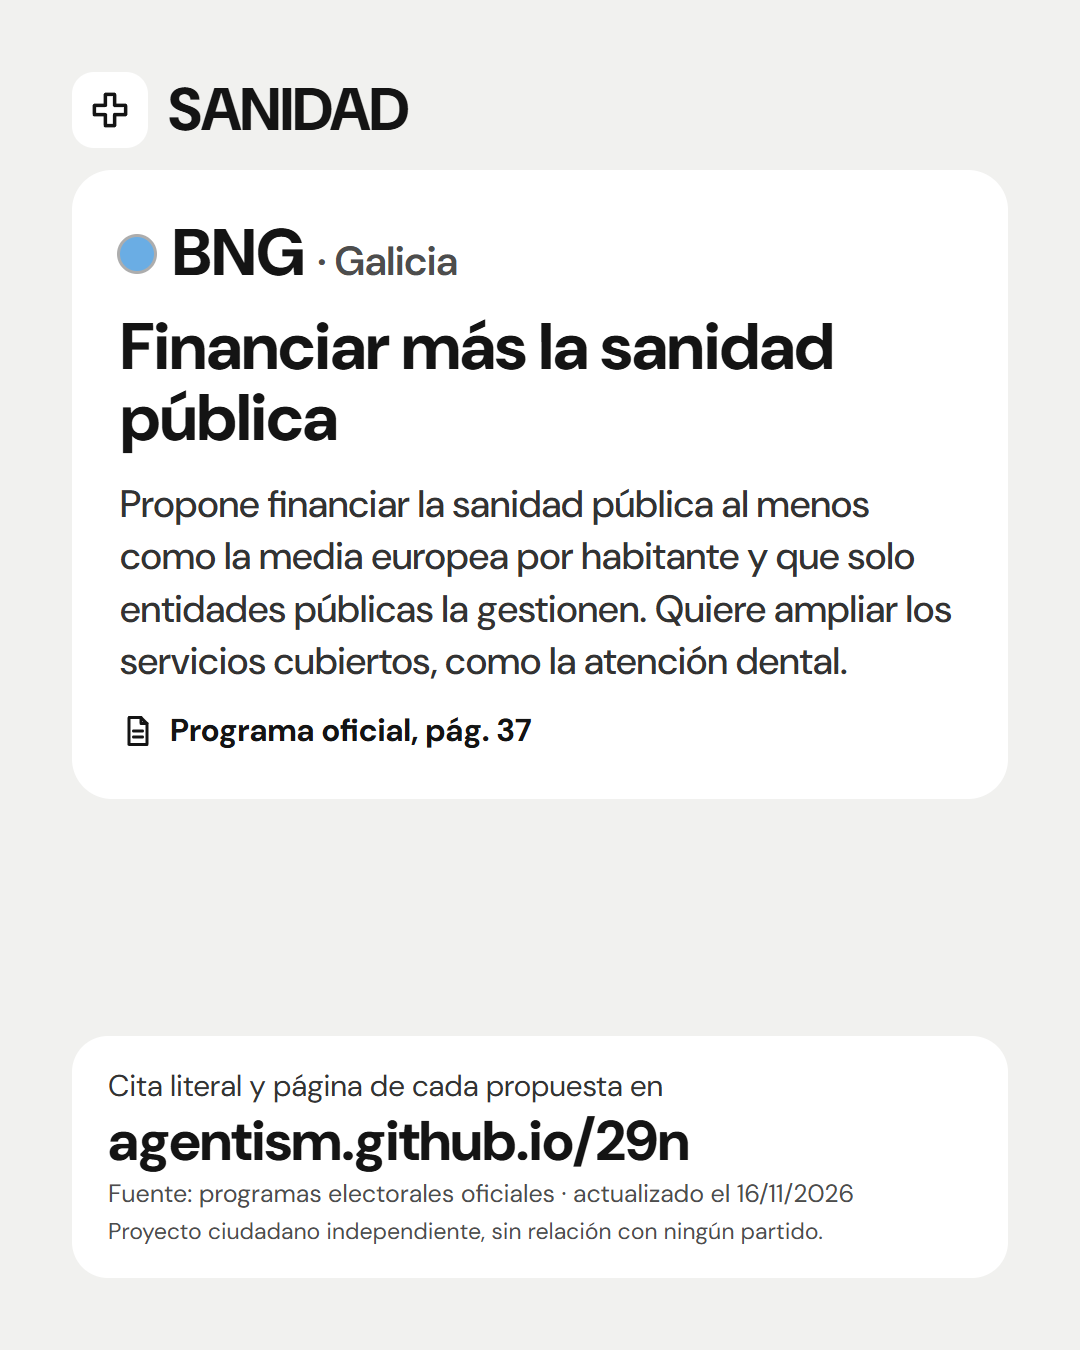 SANIDAD
BNG · Galicia
Financiar más la sanidad
pública
Propone financiar la sanidad pública al menos
como la media europea por habitante y que solo
entidades públicas la gestionen. Quiere ampliar los
servicios cubiertos, como la atención dental.
Programa oficial, pág. 37
Cita literal y página de cada propuesta en
agentism.github.io/29n
Fuente: programas electorales oficiales · actualizado el 16/11/2026
Proyecto ciudadano independiente, sin relación con ningún partido.